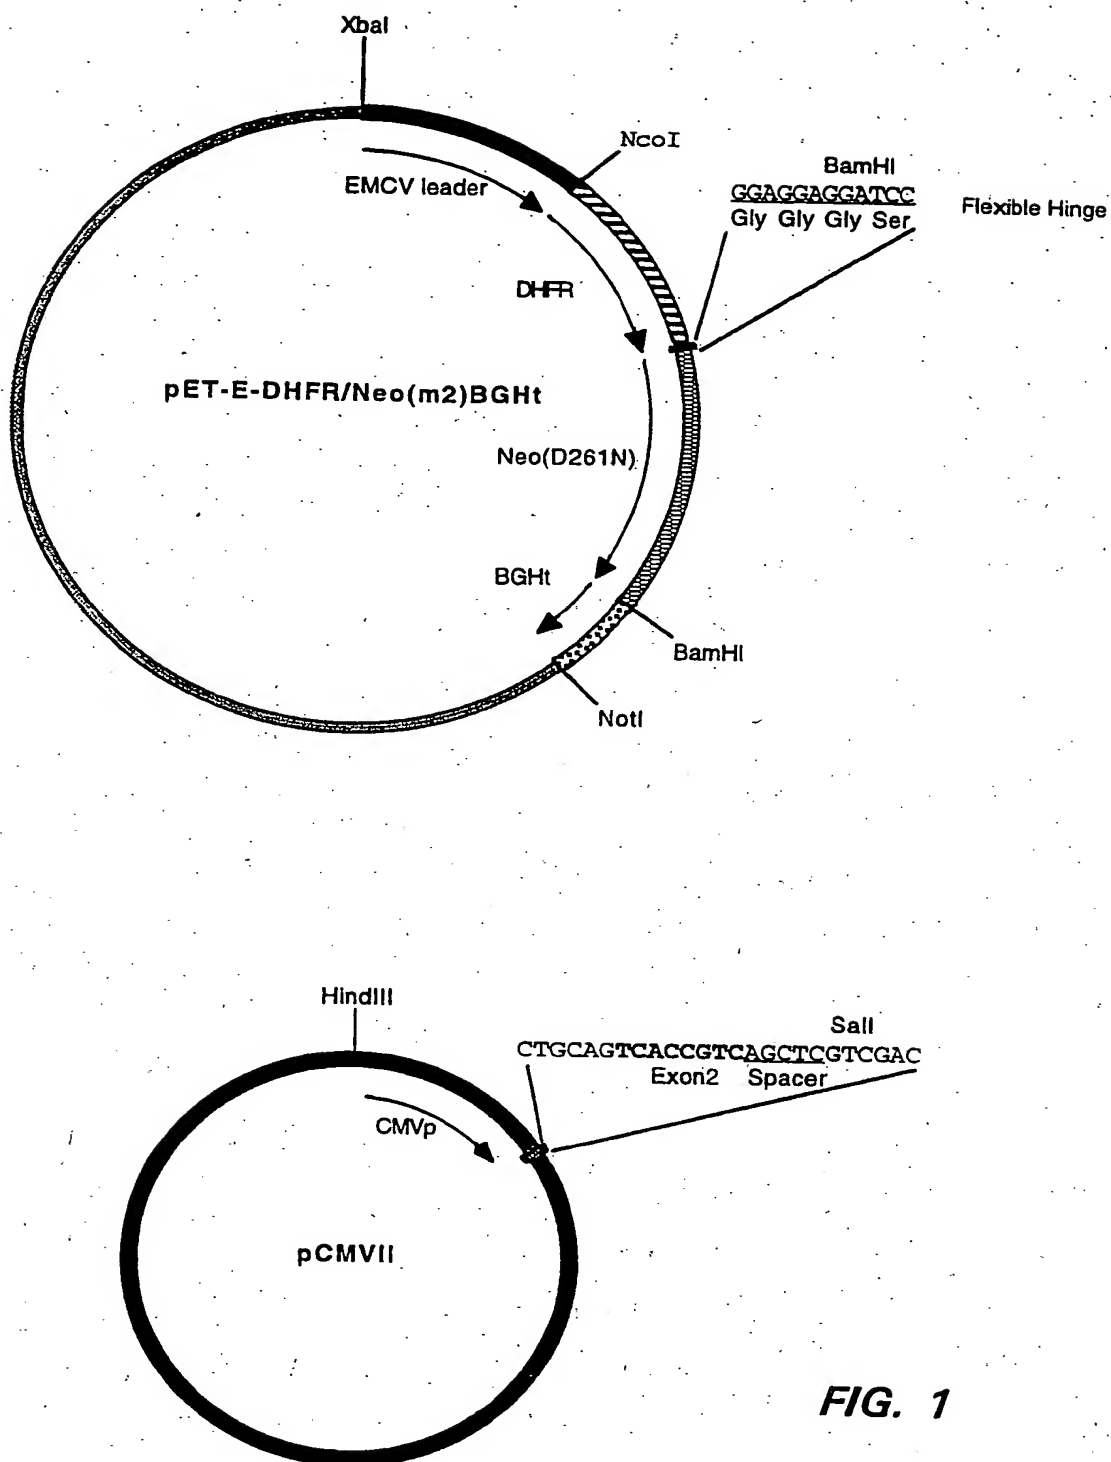 XbaI
NcoI
EMCV leader
BamHI
GGAGGAGGATCC
Gly Gly Gly Ser
Flexible Hinge
DHFR
pET-E-DHFR/Neo(m2)BGHt
Neo(D261N)
BGHt
BamHI
NotI
HindIII
SalI
CTGCAGTCACCGTCAGCTCGTCGAC
Exon2 Spacer
CMVp
pCMVII
FIG. 1